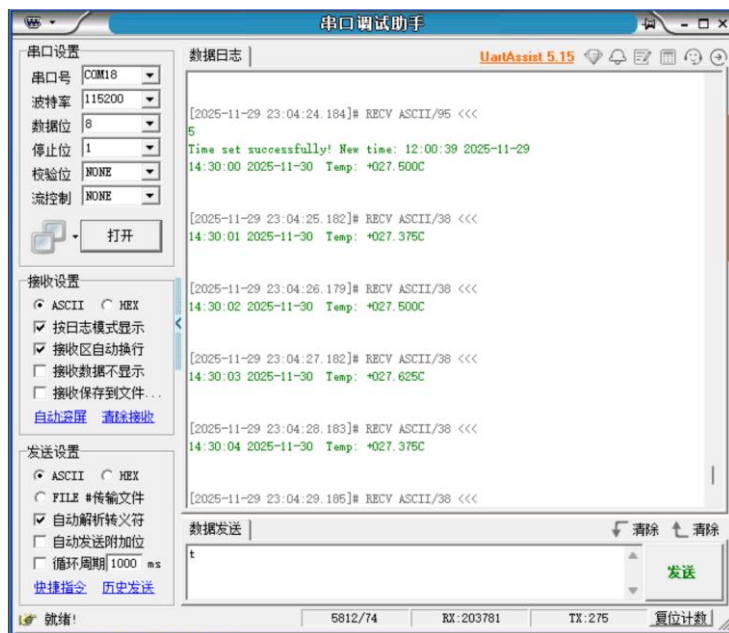 串口调试助手
串口设置
串口号 COM18
波特率 115200
数据位 8
停止位 1
校验位 NONE
流控制 NONE
打开
接收设置
ASCII HEX
按日志模式显示
接收区自动换行
接收数据不显示
接收保存到文件...
自动滚屏 清除接收
发送设置
ASCII HEX
FILE #传输文件
自动解析转义符
自动发送附加位
循环周期 1000 ms
快捷指令 历史发送
数据日志 UartAssist 5.15
[2025-11-29 23:04:24.184]# RECV ASCII/95 <<<
5
Time set successfully! New time: 12:00:39 2025-11-29
14:30:00 2025-11-30 Temp: +027.500C
[2025-11-29 23:04:25.182]# RECV ASCII/38 <<<
14:30:01 2025-11-30 Temp: +027.375C
[2025-11-29 23:04:26.179]# RECV ASCII/38 <<<
14:30:02 2025-11-30 Temp: +027.500C
[2025-11-29 23:04:27.182]# RECV ASCII/38 <<<
14:30:03 2025-11-30 Temp: +027.625C
[2025-11-29 23:04:28.183]# RECV ASCII/38 <<<
14:30:04 2025-11-30 Temp: +027.375C
[2025-11-29 23:04:29.185]# RECV ASCII/38 <<<
数据发送 清除 清除
t
发送
就绪! 5812/74 RX:203781 TX:275 复位计数